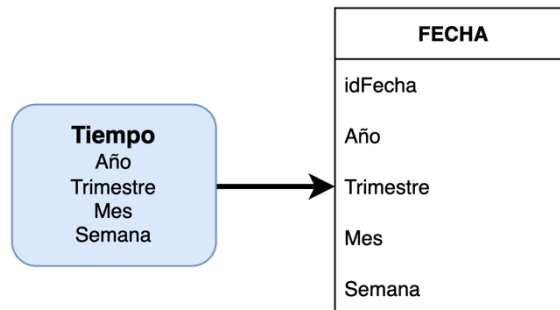 Tiempo
Año
Trimestre
Mes
Semana
FECHA
idFecha
Año
Trimestre
Mes
Semana